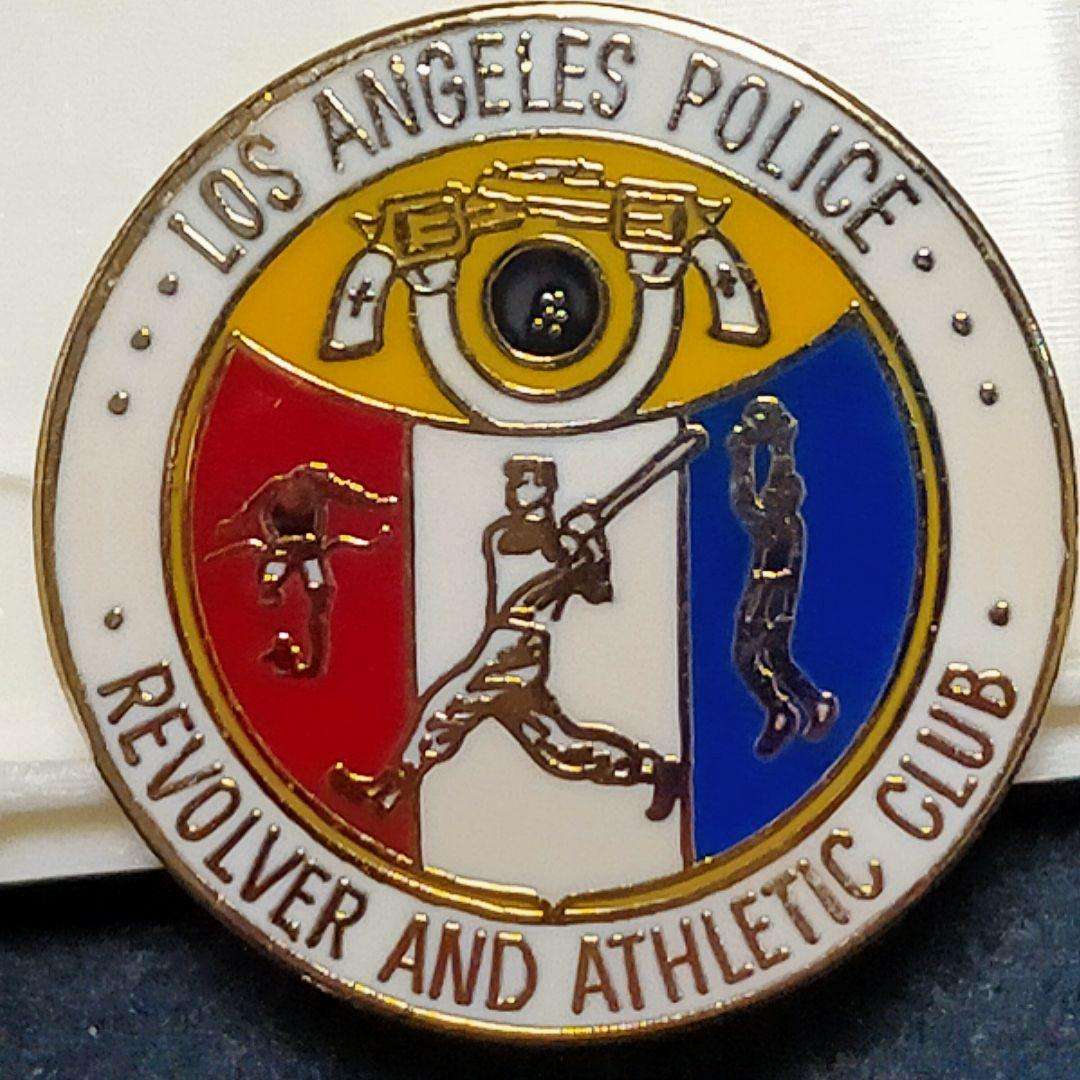 LOS ANGELES POLICE
REVOLVER AND ATHLETIC CLUB